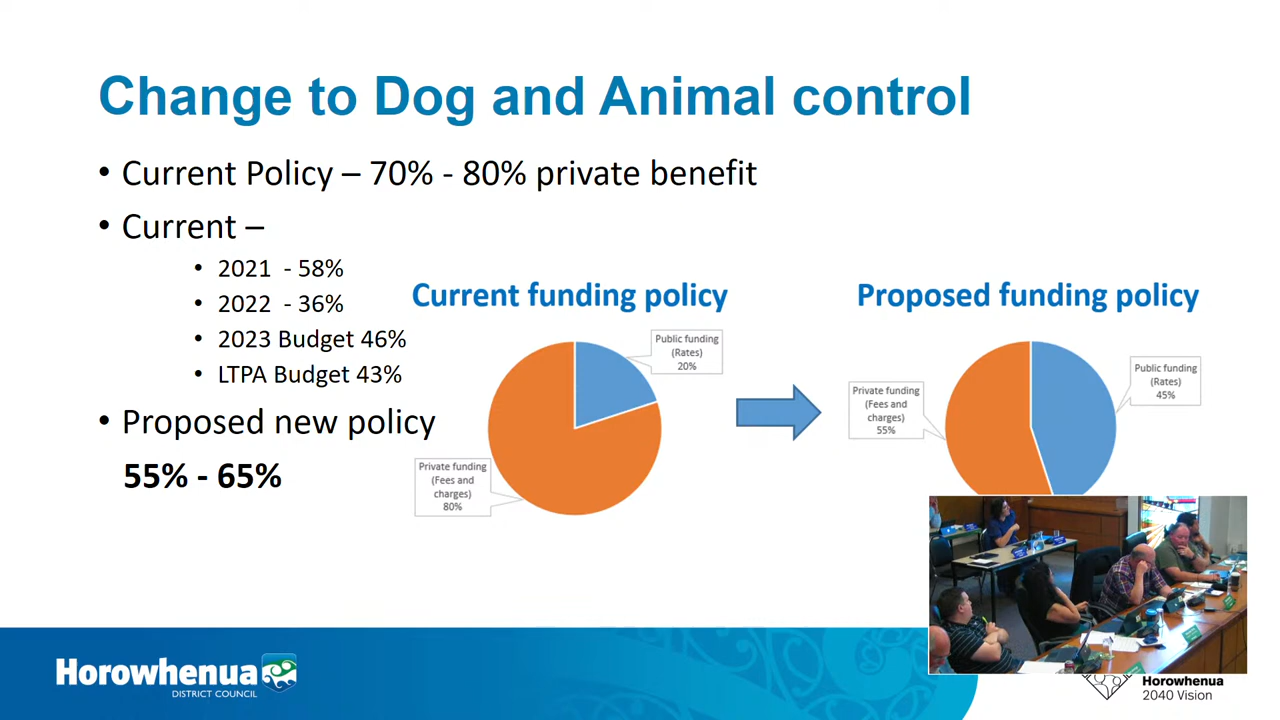 Change to Dog and Animal control
• Current Policy – 70% - 80% private benefit
• Current –
• 2021 - 58%
• 2022 - 36%
• 2023 Budget 46%
• LTPA Budget 43%
• Proposed new policy
55% - 65%
Current funding policy
Public funding
(Rates)
20%
Private funding
(Fees and
charges)
80%
Proposed funding policy
Private funding
(Fees and
charges)
55%
Public funding
(Rates)
45%
Horowhenua
DISTRICT COUNCIL
Horowhenua
2040 Vision